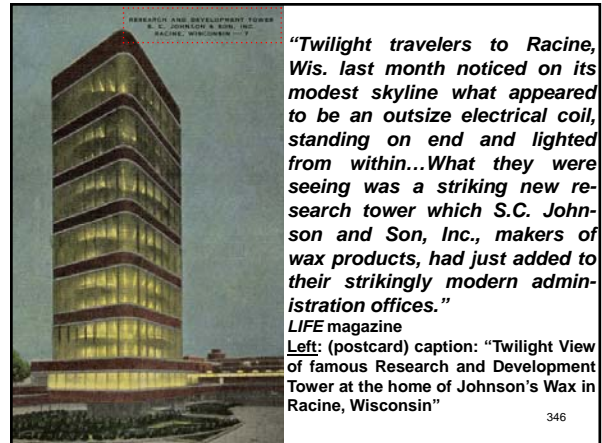 RESEARCH AND DEVELOPMENT TOWER
S. C. JOHNSON & SON, INC.
RACINE, WISCONSIN — 7
“Twilight travelers to Racine,
Wis. last month noticed on its
modest skyline what appeared
to be an outsize electrical coil,
standing on end and lighted
from within…What they were
seeing was a striking new re-
search tower which S.C. John-
son and Son, Inc., makers of
wax products, had just added to
their strikingly modern admin-
istration offices.”
LIFE magazine
Left: (postcard) caption: “Twilight View
of famous Research and Development
Tower at the home of Johnson’s Wax in
Racine, Wisconsin”
346